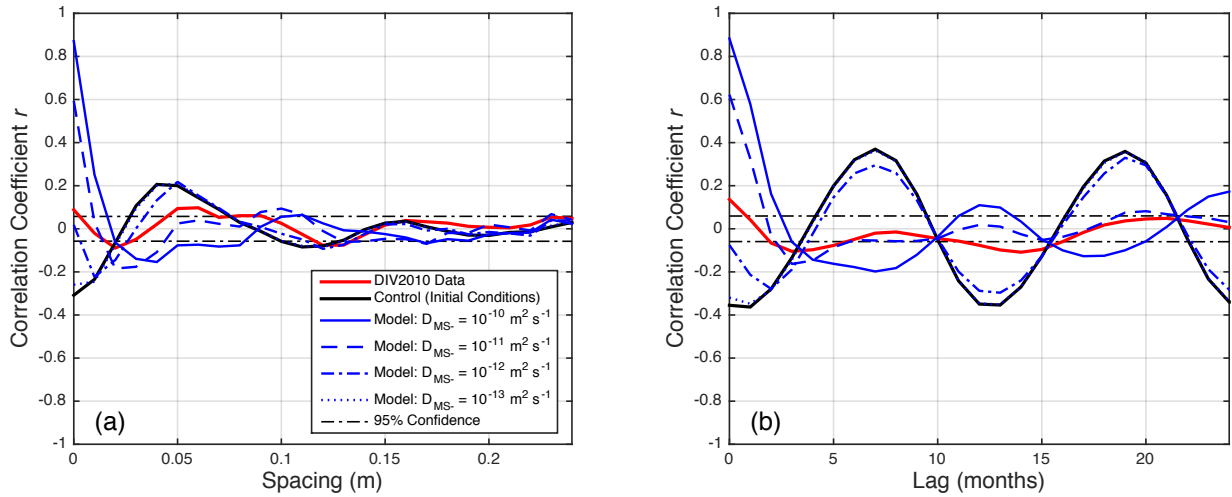 1
0.8
0.6
0.4
0.2
0
-0.2
-0.4
-0.6
-0.8
-1
Correlation Coefficient r
0 0.05 0.1 0.15 0.2
Spacing (m)
(a)
DIV2010 Data
Control (Initial Conditions)
Model: D_MS- = 10^-10 m^2 s^-1
Model: D_MS- = 10^-11 m^2 s^-1
Model: D_MS- = 10^-12 m^2 s^-1
Model: D_MS- = 10^-13 m^2 s^-1
95% Confidence
1
0.8
0.6
0.4
0.2
0
-0.2
-0.4
-0.6
-0.8
-1
Correlation Coefficient r
0 5 10 15 20
Lag (months)
(b)